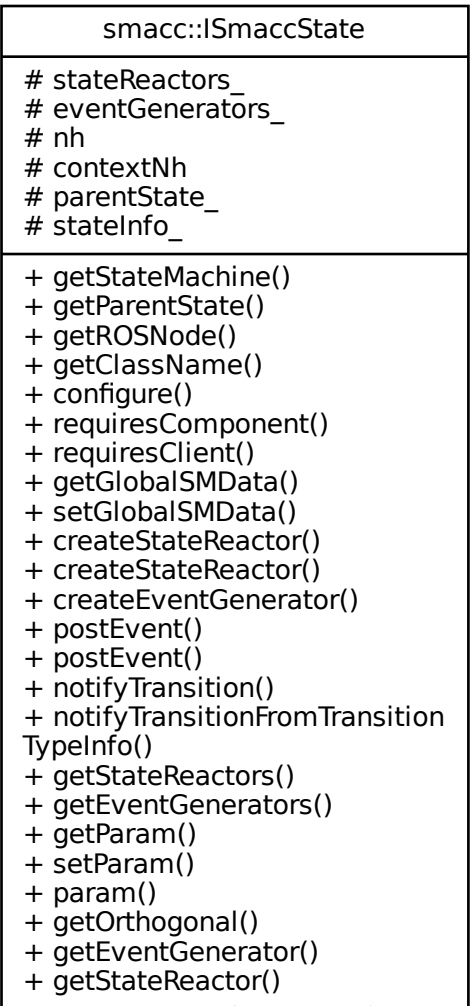 smacc::ISmaccState
# stateReactors_
# eventGenerators_
# nh
# contextNh
# parentState_
# stateInfo_
+ getStateMachine()
+ getParentState()
+ getROSNode()
+ getClassName()
+ configure()
+ requiresComponent()
+ requiresClient()
+ getGlobalSMData()
+ setGlobalSMData()
+ createStateReactor()
+ createStateReactor()
+ createEventGenerator()
+ postEvent()
+ postEvent()
+ notifyTransition()
+ notifyTransitionFromTransition
TypeInfo()
+ getStateReactors()
+ getEventGenerators()
+ getParam()
+ setParam()
+ param()
+ getOrthogonal()
+ getEventGenerator()
+ getStateReactor()